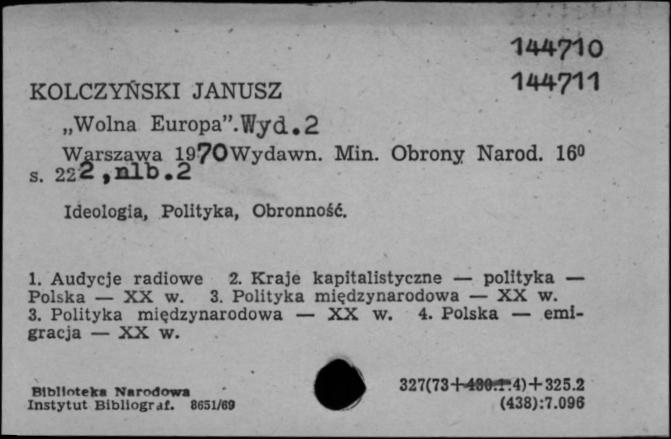 144710
144711
KOLCZYŃSKI JANUSZ
„Wolna Europa”.Wyd.2
Warszawa 1970 Wydawn. Min. Obrony Narod. 16⁰
s. 222,nlb.2
Ideologia, Polityka, Obronność.
1. Audycje radiowe 2. Kraje kapitalistyczne — polityka —
Polska — XX w. 3. Polityka międzynarodowa — XX w.
3. Polityka międzynarodowa — XX w. 4. Polska — emi-
gracja — XX w.
Biblioteka Narodowa
Instytut Bibliograf. 8651/69
327(73+430.1:4)+325.2
(438):7.096